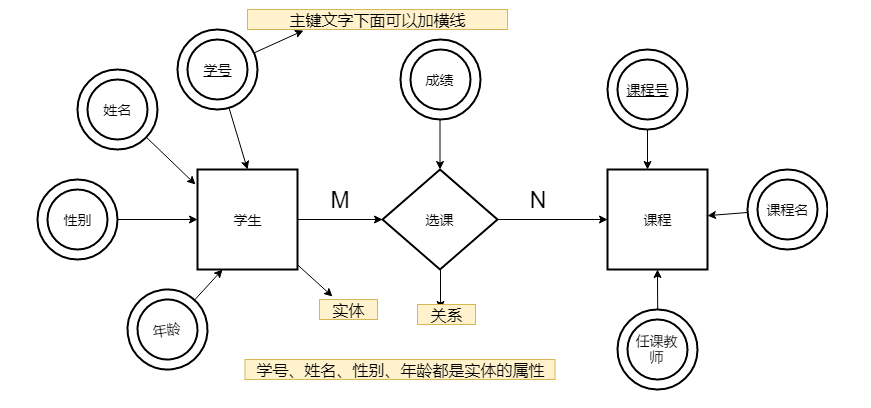 主键文字下面可以加横线
学号
成绩
课程号
姓名
性别
学生
M
选课
N
课程
课程名
年龄
实体
关系
任课教
师
学号、姓名、性别、年龄都是实体的属性